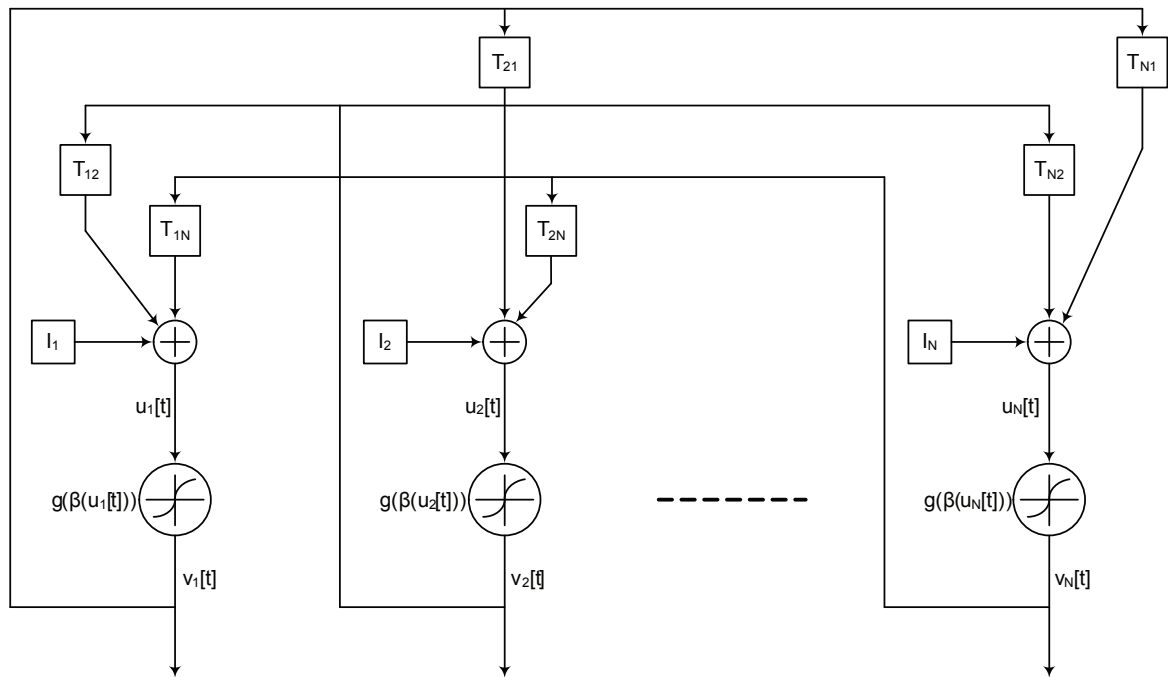 T21
TN1
T12
TN2
T1N
T2N
I1
I2
IN
u1[t]
u2[t]
uN[t]
g(β(u1[t]))
g(β(u2[t]))
g(β(uN[t]))
v1[t]
v2[t]
vN[t]